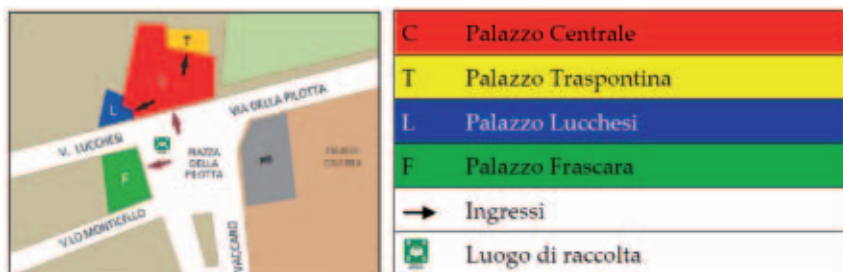 T
L
VIA DELLA PILOTTA
V. LUCCHESI
PIAZZA
DELLA
PILOTTA
F
V.LO MONTICELLO
VACCARO
C Palazzo Centrale
T Palazzo Traspontina
L Palazzo Lucchesi
F Palazzo Frascara
Ingressi
Luogo di raccolta